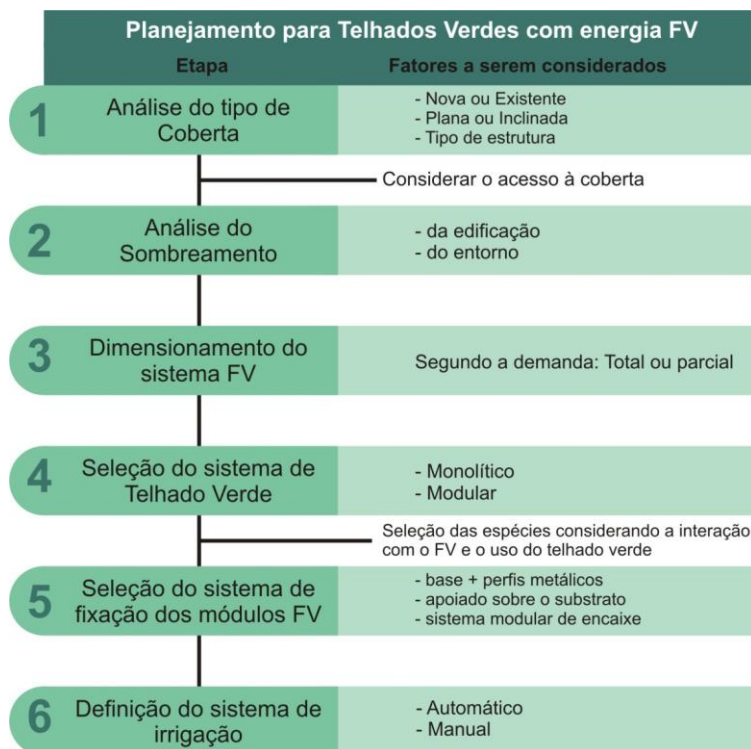 Planejamento para Telhados Verdes com energia FV
Etapa
Fatores a serem considerados
1
Análise do tipo de
Coberta
- Nova ou Existente
- Plana ou Inclinada
- Tipo de estrutura
Considerar o acesso à coberta
2
Análise do
Sombreamento
- da edificação
- do entorno
3
Dimensionamento do
sistema FV
Segundo a demanda: Total ou parcial
4
Seleção do sistema de
Telhado Verde
- Monolítico
- Modular
Seleção das espécies considerando a interação
com o FV e o uso do telhado verde
5
Seleção do sistema de
fixação dos módulos FV
- base + perfis metálicos
- apoiado sobre o substrato
- sistema modular de encaixe
6
Definição do sistema de
irrigação
- Automático
- Manual